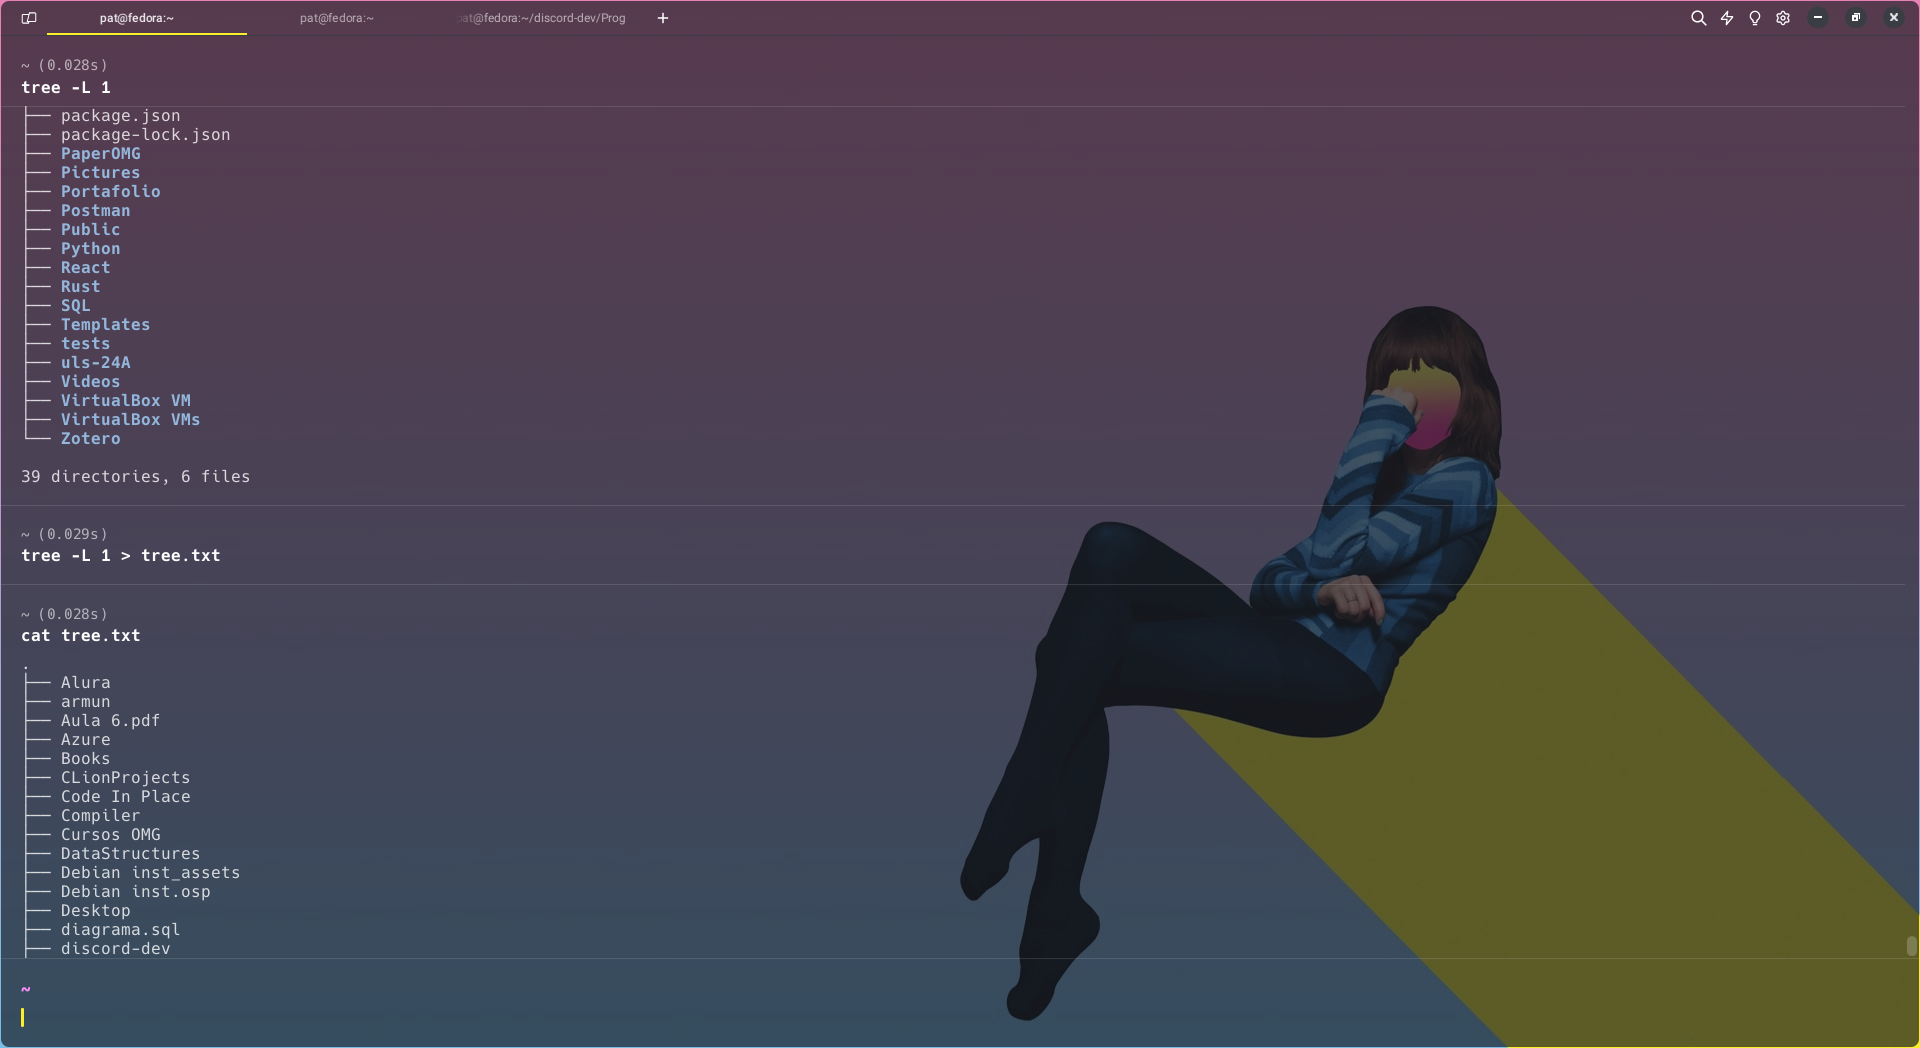 pat@fedora:~ pat@fedora:~ pat@fedora:~/discord-dev/Prog +
~ (0.028s)
tree -L 1
├── package.json
├── package-lock.json
├── PaperOMG
├── Pictures
├── Portafolio
├── Postman
├── Public
├── Python
├── React
├── Rust
├── SQL
├── Templates
├── tests
├── uls-24A
├── Videos
├── VirtualBox VM
├── VirtualBox VMs
└── Zotero
39 directories, 6 files
~ (0.029s)
tree -L 1 > tree.txt
~ (0.028s)
cat tree.txt
.
├── Alura
├── armun
├── Aula 6.pdf
├── Azure
├── Books
├── CLionProjects
├── Code In Place
├── Compiler
├── Cursos OMG
├── DataStructures
├── Debian inst_assets
├── Debian inst.osp
├── Desktop
├── diagrama.sql
├── discord-dev
~